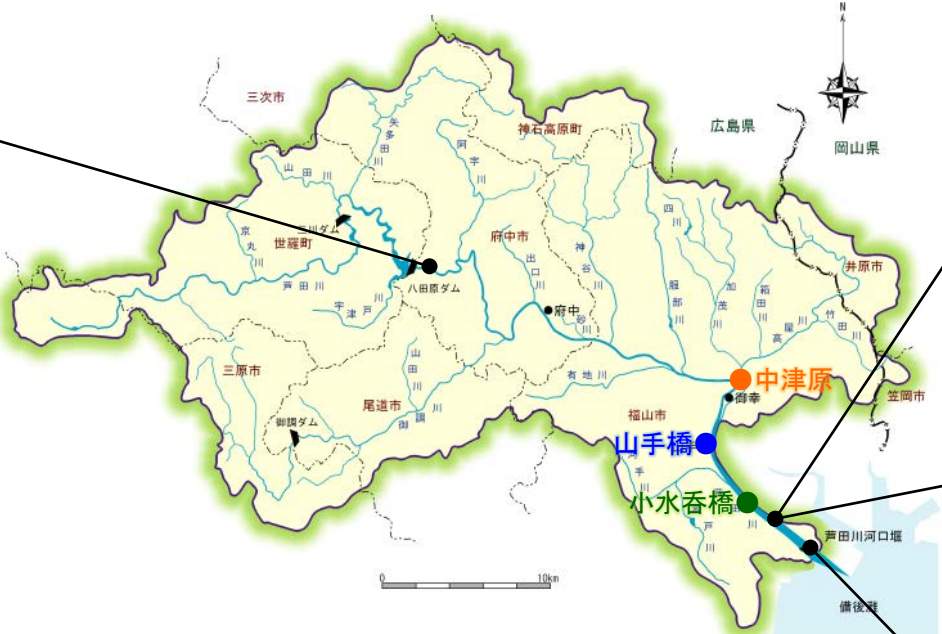 N
三次市
神石高原町
広島県
岡山県
矢多田川
阿字川
山田川
京丸川
三川ダム
世羅町
芦田川
宇津戸川
八田原ダム
府中市
出口川
神谷川
四川
服部川
加茂川
箱田川
高屋川
竹田川
井原市
府中
砂川
有地川
中津原
御幸
笠岡市
三原市
山田川
尾道市
御調川
御調ダム
福山市
山手橋
小水呑橋
芦田川河口堰
備後灘
0
10km